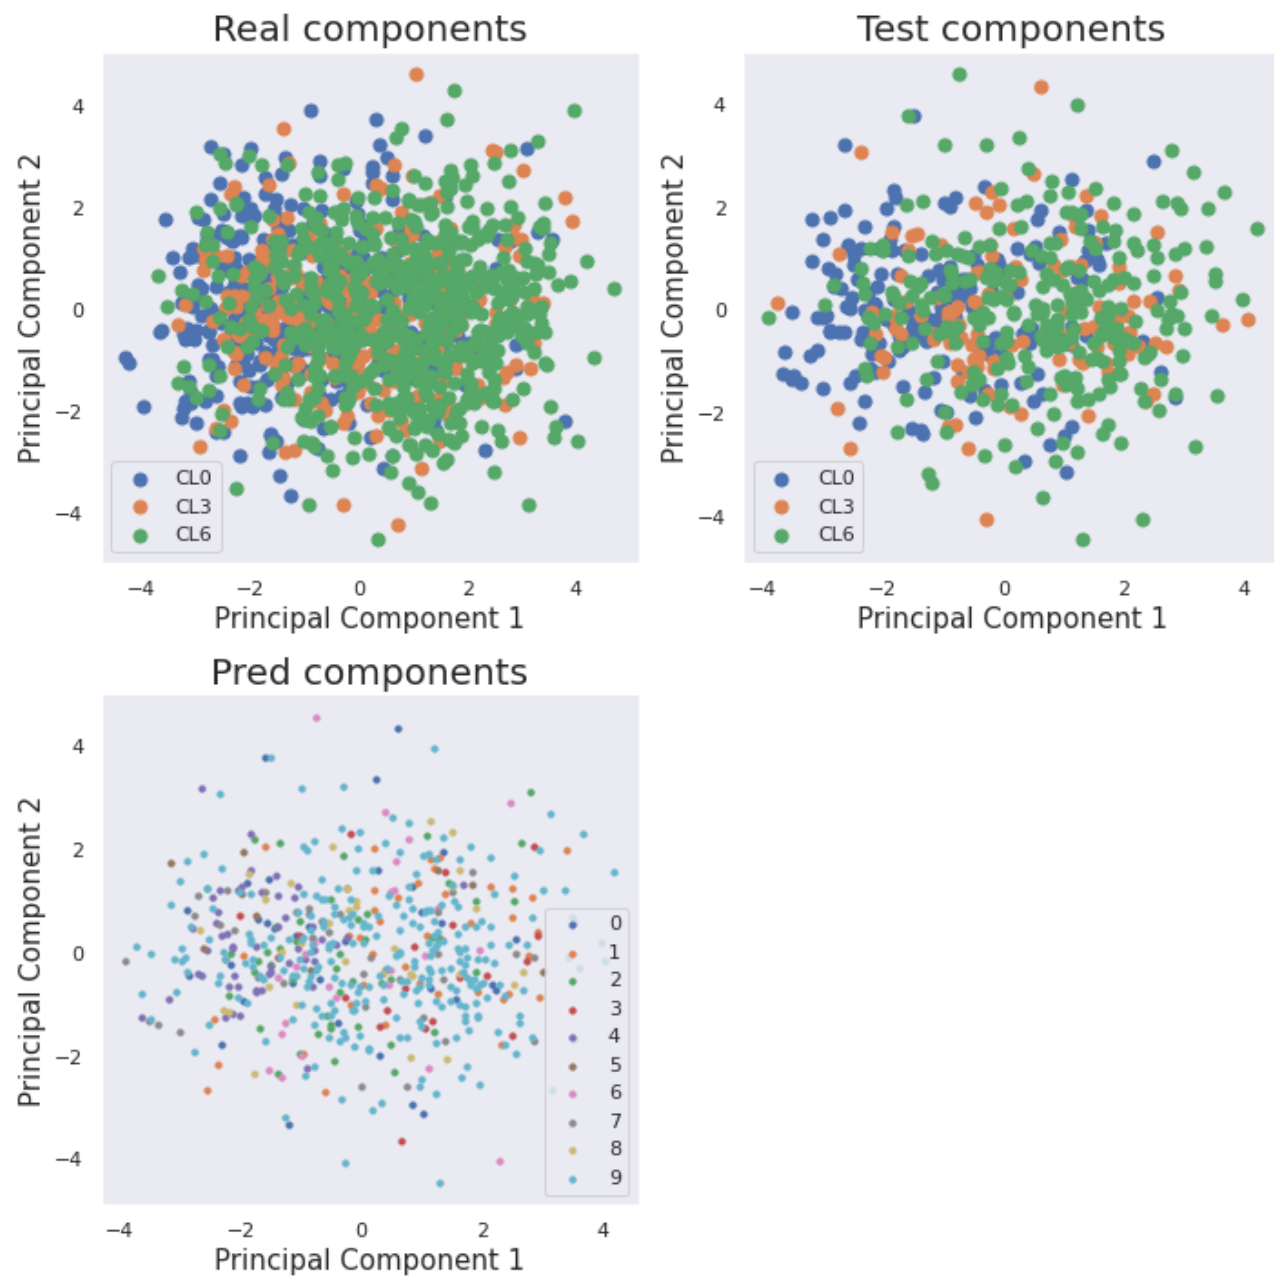 Real components
4
2
0
−2
−4
Principal Component 2
CL0
CL3
CL6
−4 −2 0 2 4
Principal Component 1
Test components
4
2
0
−2
−4
Principal Component 2
CL0
CL3
CL6
−4 −2 0 2 4
Principal Component 1
Pred components
4
2
0
−2
−4
Principal Component 2
0
1
2
3
4
5
6
7
8
9
−4 −2 0 2 4
Principal Component 1